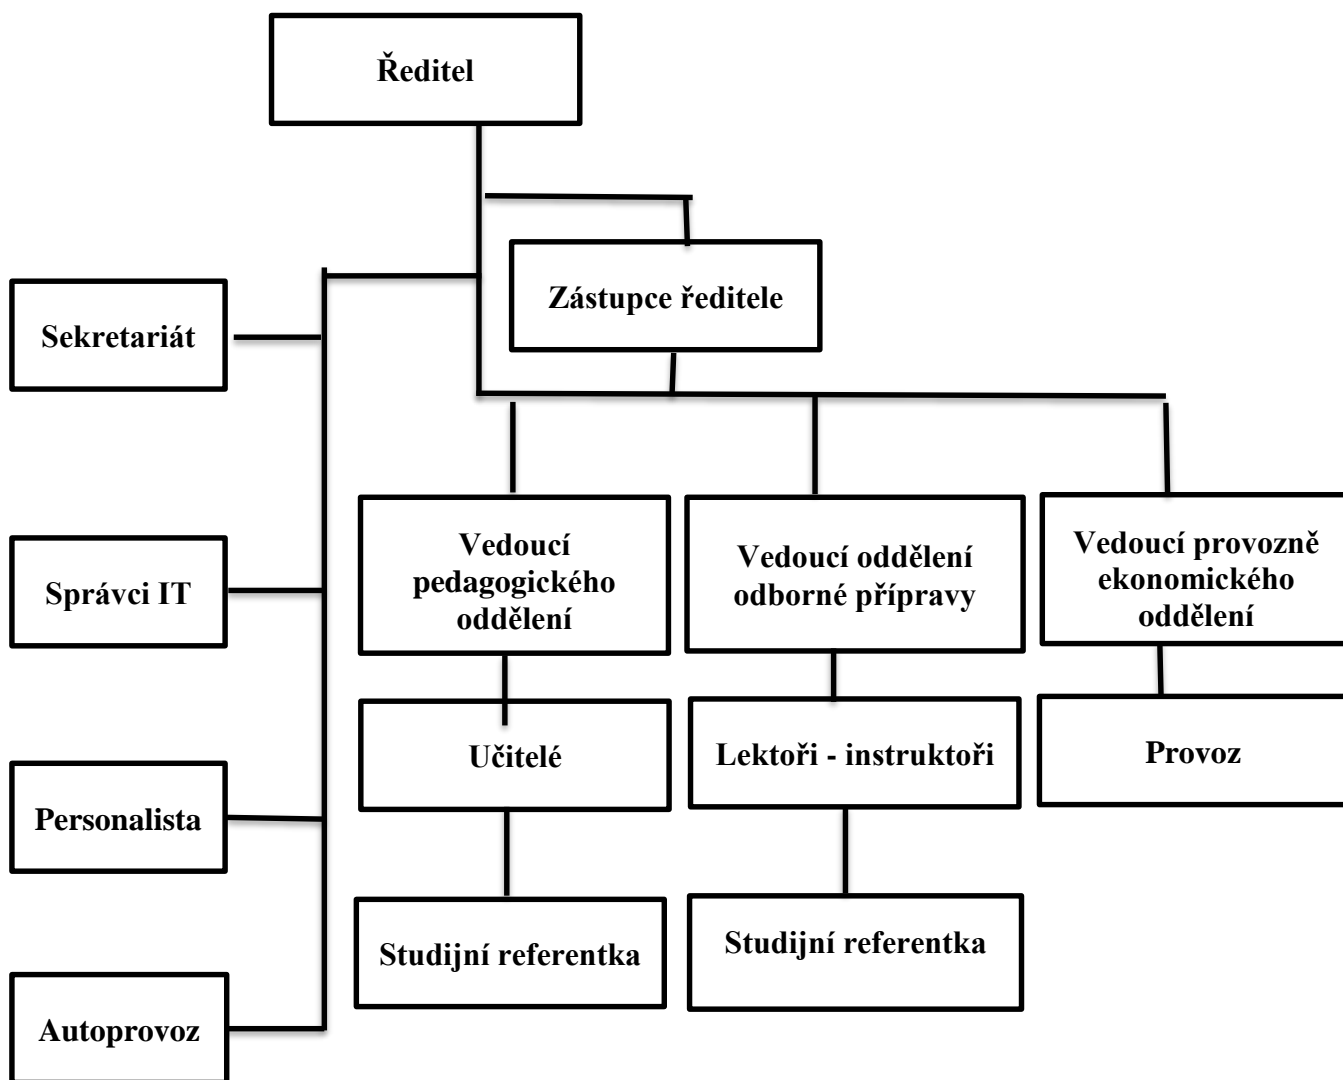 Ředitel
Zástupce ředitele
Sekretariát
Správci IT
Personalista
Autoprovoz
Vedoucí
pedagogického
oddělení
Učitelé
Studijní referentka
Vedoucí oddělení
odborné přípravy
Lektoři - instruktoři
Studijní referentka
Vedoucí provozně
ekonomického
oddělení
Provoz